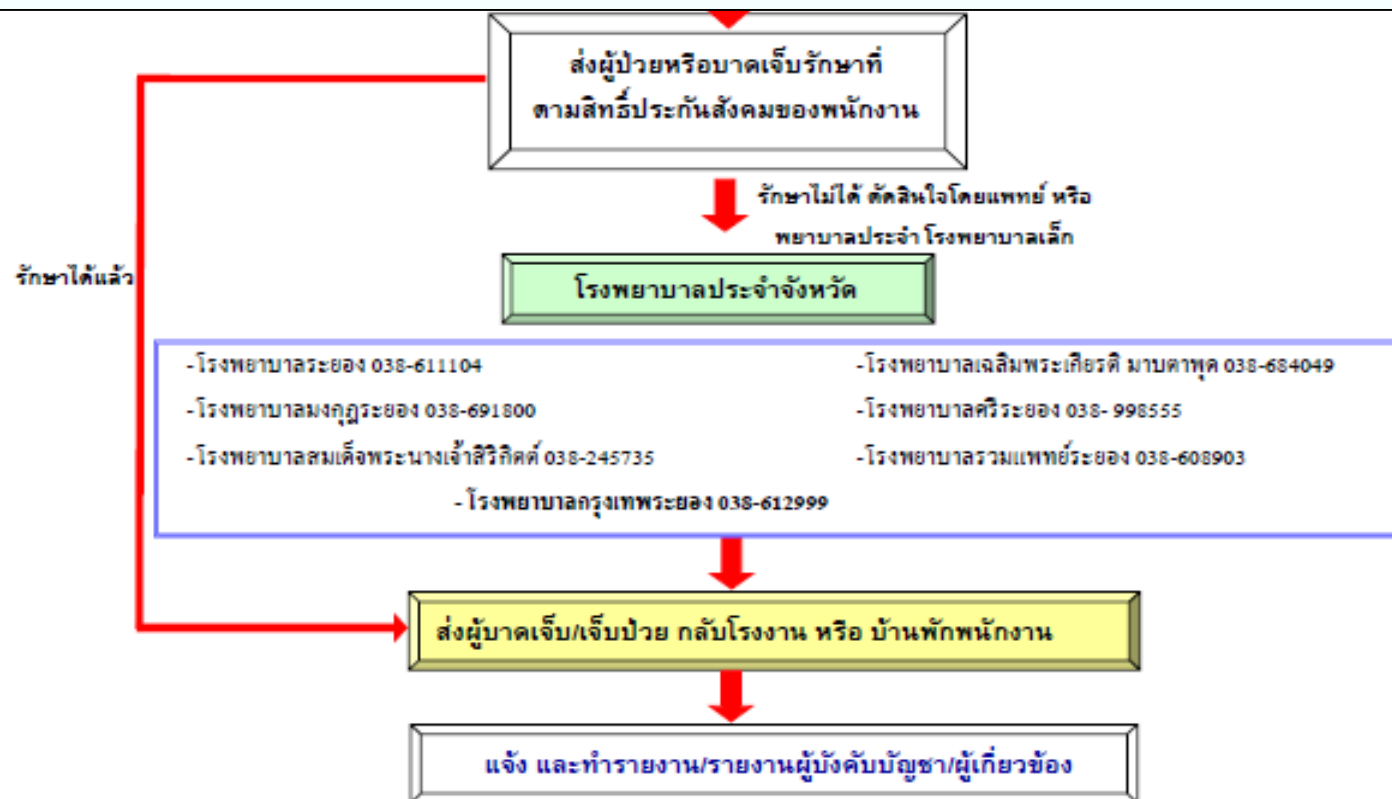 ส่งผู้ป่วยหรือบาดเจ็บรักษาที่
ตามสิทธิ์ประกันสังคมของพนักงาน
รักษาไม่ได้ ตัดสินใจโดยแพทย์ หรือ
พยาบาลประจำ โรงพยาบาลเล็ก
รักษาได้แล้ว
โรงพยาบาลประจำจังหวัด
-โรงพยาบาลระยอง 038-611104
-โรงพยาบาลเฉลิมพระเกียรติ มาบตาพุด 038-684049
-โรงพยาบาลมงกุฎระยอง 038-691800
-โรงพยาบาลศรีระยอง 038- 998555
-โรงพยาบาลสมเด็จพระนางเจ้าสิริกิตต์ 038-245735
-โรงพยาบาลรวมแพทย์ระยอง 038-608903
- โรงพยาบาลกรุงเทพระยอง 038-612999
ส่งผู้บาดเจ็บ/เจ็บป่วย กลับโรงงาน หรือ บ้านพักพนักงาน
แจ้ง และทำรายงาน/รายงานผู้บังคับบัญชา/ผู้เกี่ยวข้อง